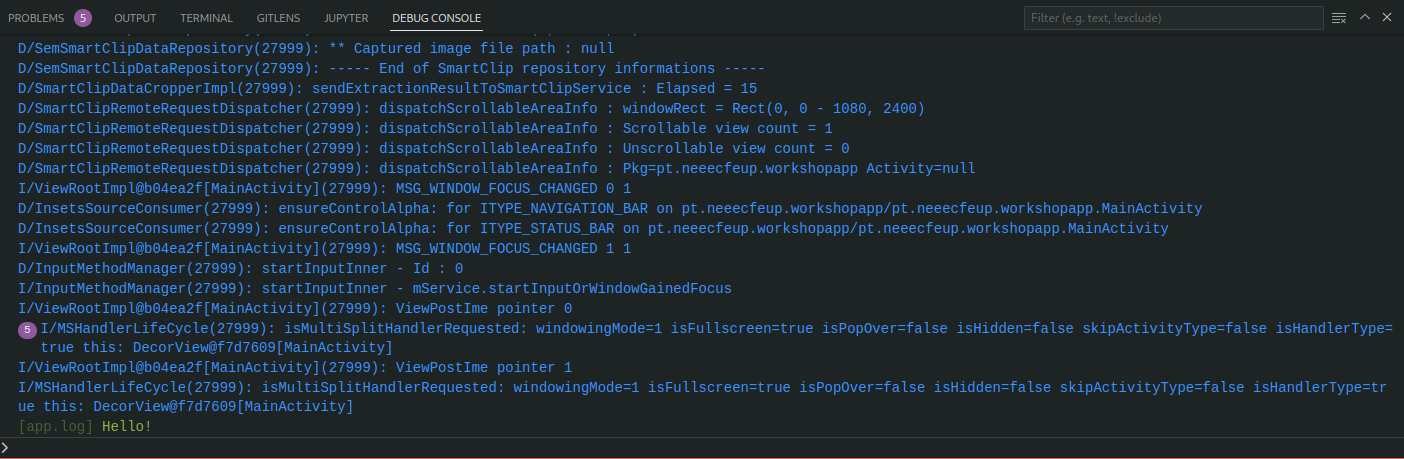 PROBLEMS 5 OUTPUT TERMINAL GITLENS JUPYTER DEBUG CONSOLE Filter (e.g. text, !exclude)
D/SemSmartClipDataRepository(27999): ** Captured image file path : null
D/SemSmartClipDataRepository(27999): ----- End of SmartClip repository informations -----
D/SmartClipDataCropperImpl(27999): sendExtractionResultToSmartClipService : Elapsed = 15
D/SmartClipRemoteRequestDispatcher(27999): dispatchScrollableAreaInfo : windowRect = Rect(0, 0 - 1080, 2400)
D/SmartClipRemoteRequestDispatcher(27999): dispatchScrollableAreaInfo : Scrollable view count = 1
D/SmartClipRemoteRequestDispatcher(27999): dispatchScrollableAreaInfo : Unscrollable view count = 0
D/SmartClipRemoteRequestDispatcher(27999): dispatchScrollableAreaInfo : Pkg=pt.neeecfeup.workshopapp Activity=null
I/ViewRootImpl@b04ea2f[MainActivity](27999): MSG_WINDOW_FOCUS_CHANGED 0 1
D/InsetsSourceConsumer(27999): ensureControlAlpha: for ITYPE_NAVIGATION_BAR on pt.neeecfeup.workshopapp/pt.neeecfeup.workshopapp.MainActivity
D/InsetsSourceConsumer(27999): ensureControlAlpha: for ITYPE_STATUS_BAR on pt.neeecfeup.workshopapp/pt.neeecfeup.workshopapp.MainActivity
I/ViewRootImpl@b04ea2f[MainActivity](27999): MSG_WINDOW_FOCUS_CHANGED 1 1
D/InputMethodManager(27999): startInputInner - Id : 0
I/InputMethodManager(27999): startInputInner - mService.startInputOrWindowGainedFocus
I/ViewRootImpl@b04ea2f[MainActivity](27999): ViewPostIme pointer 0
5 I/MSHandlerLifeCycle(27999): isMultiSplitHandlerRequested: windowingMode=1 isFullscreen=true isPopOver=false isHidden=false skipActivityType=false isHandlerType=
true this: DecorView@f7d7609[MainActivity]
I/ViewRootImpl@b04ea2f[MainActivity](27999): ViewPostIme pointer 1
I/MSHandlerLifeCycle(27999): isMultiSplitHandlerRequested: windowingMode=1 isFullscreen=true isPopOver=false isHidden=false skipActivityType=false isHandlerType=tr
ue this: DecorView@f7d7609[MainActivity]
[app.log] Hello!